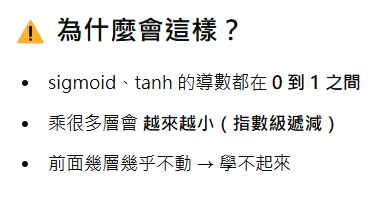 ⚠️ 為什麼會這樣？
• sigmoid、tanh 的導數都在 0 到 1 之間
• 乘很多層會 越來越小（指數級遞減）
• 前面幾層幾乎不動 → 學不起來